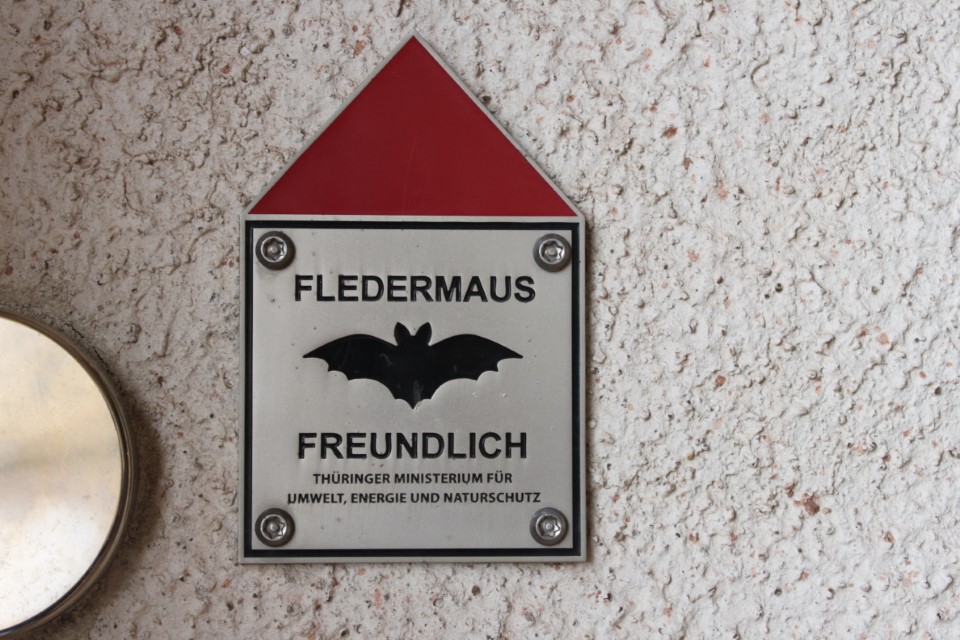 FLEDERMAUS
FREUNDLICH
THÜRINGER MINISTERIUM FÜR
UMWELT, ENERGIE UND NATURSCHUTZ